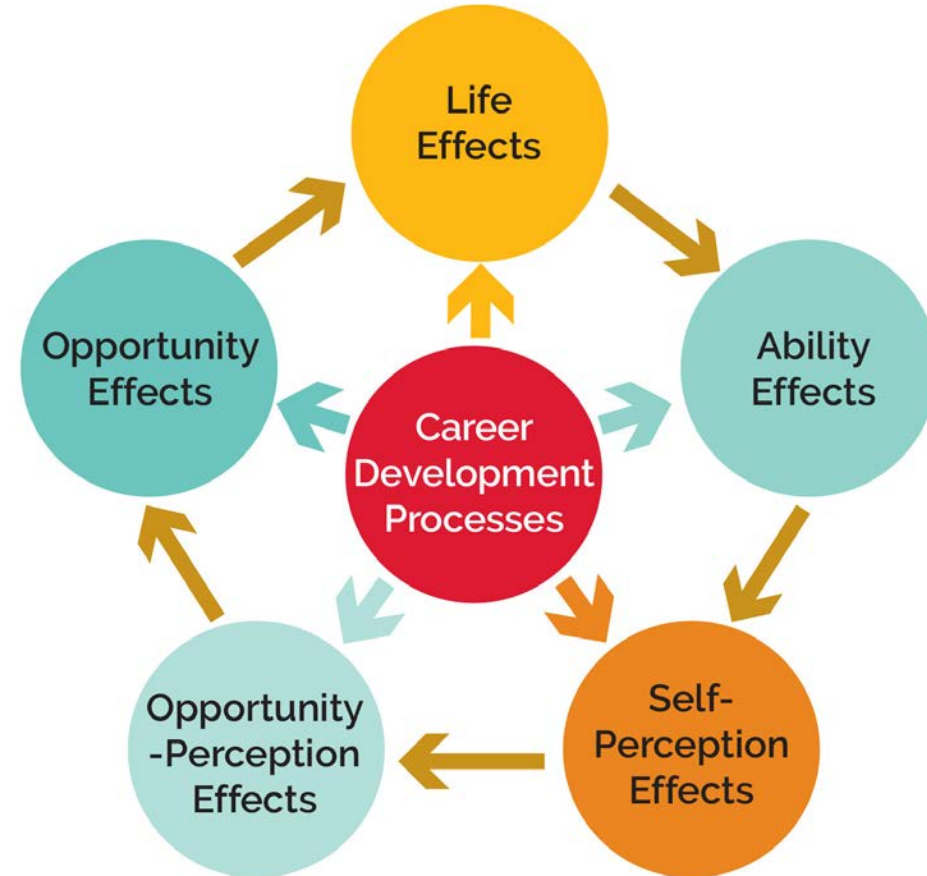 Life
Effects
Ability
Effects
Self-
Perception
Effects
Opportunity
-Perception
Effects
Opportunity
Effects
Career
Development
Processes